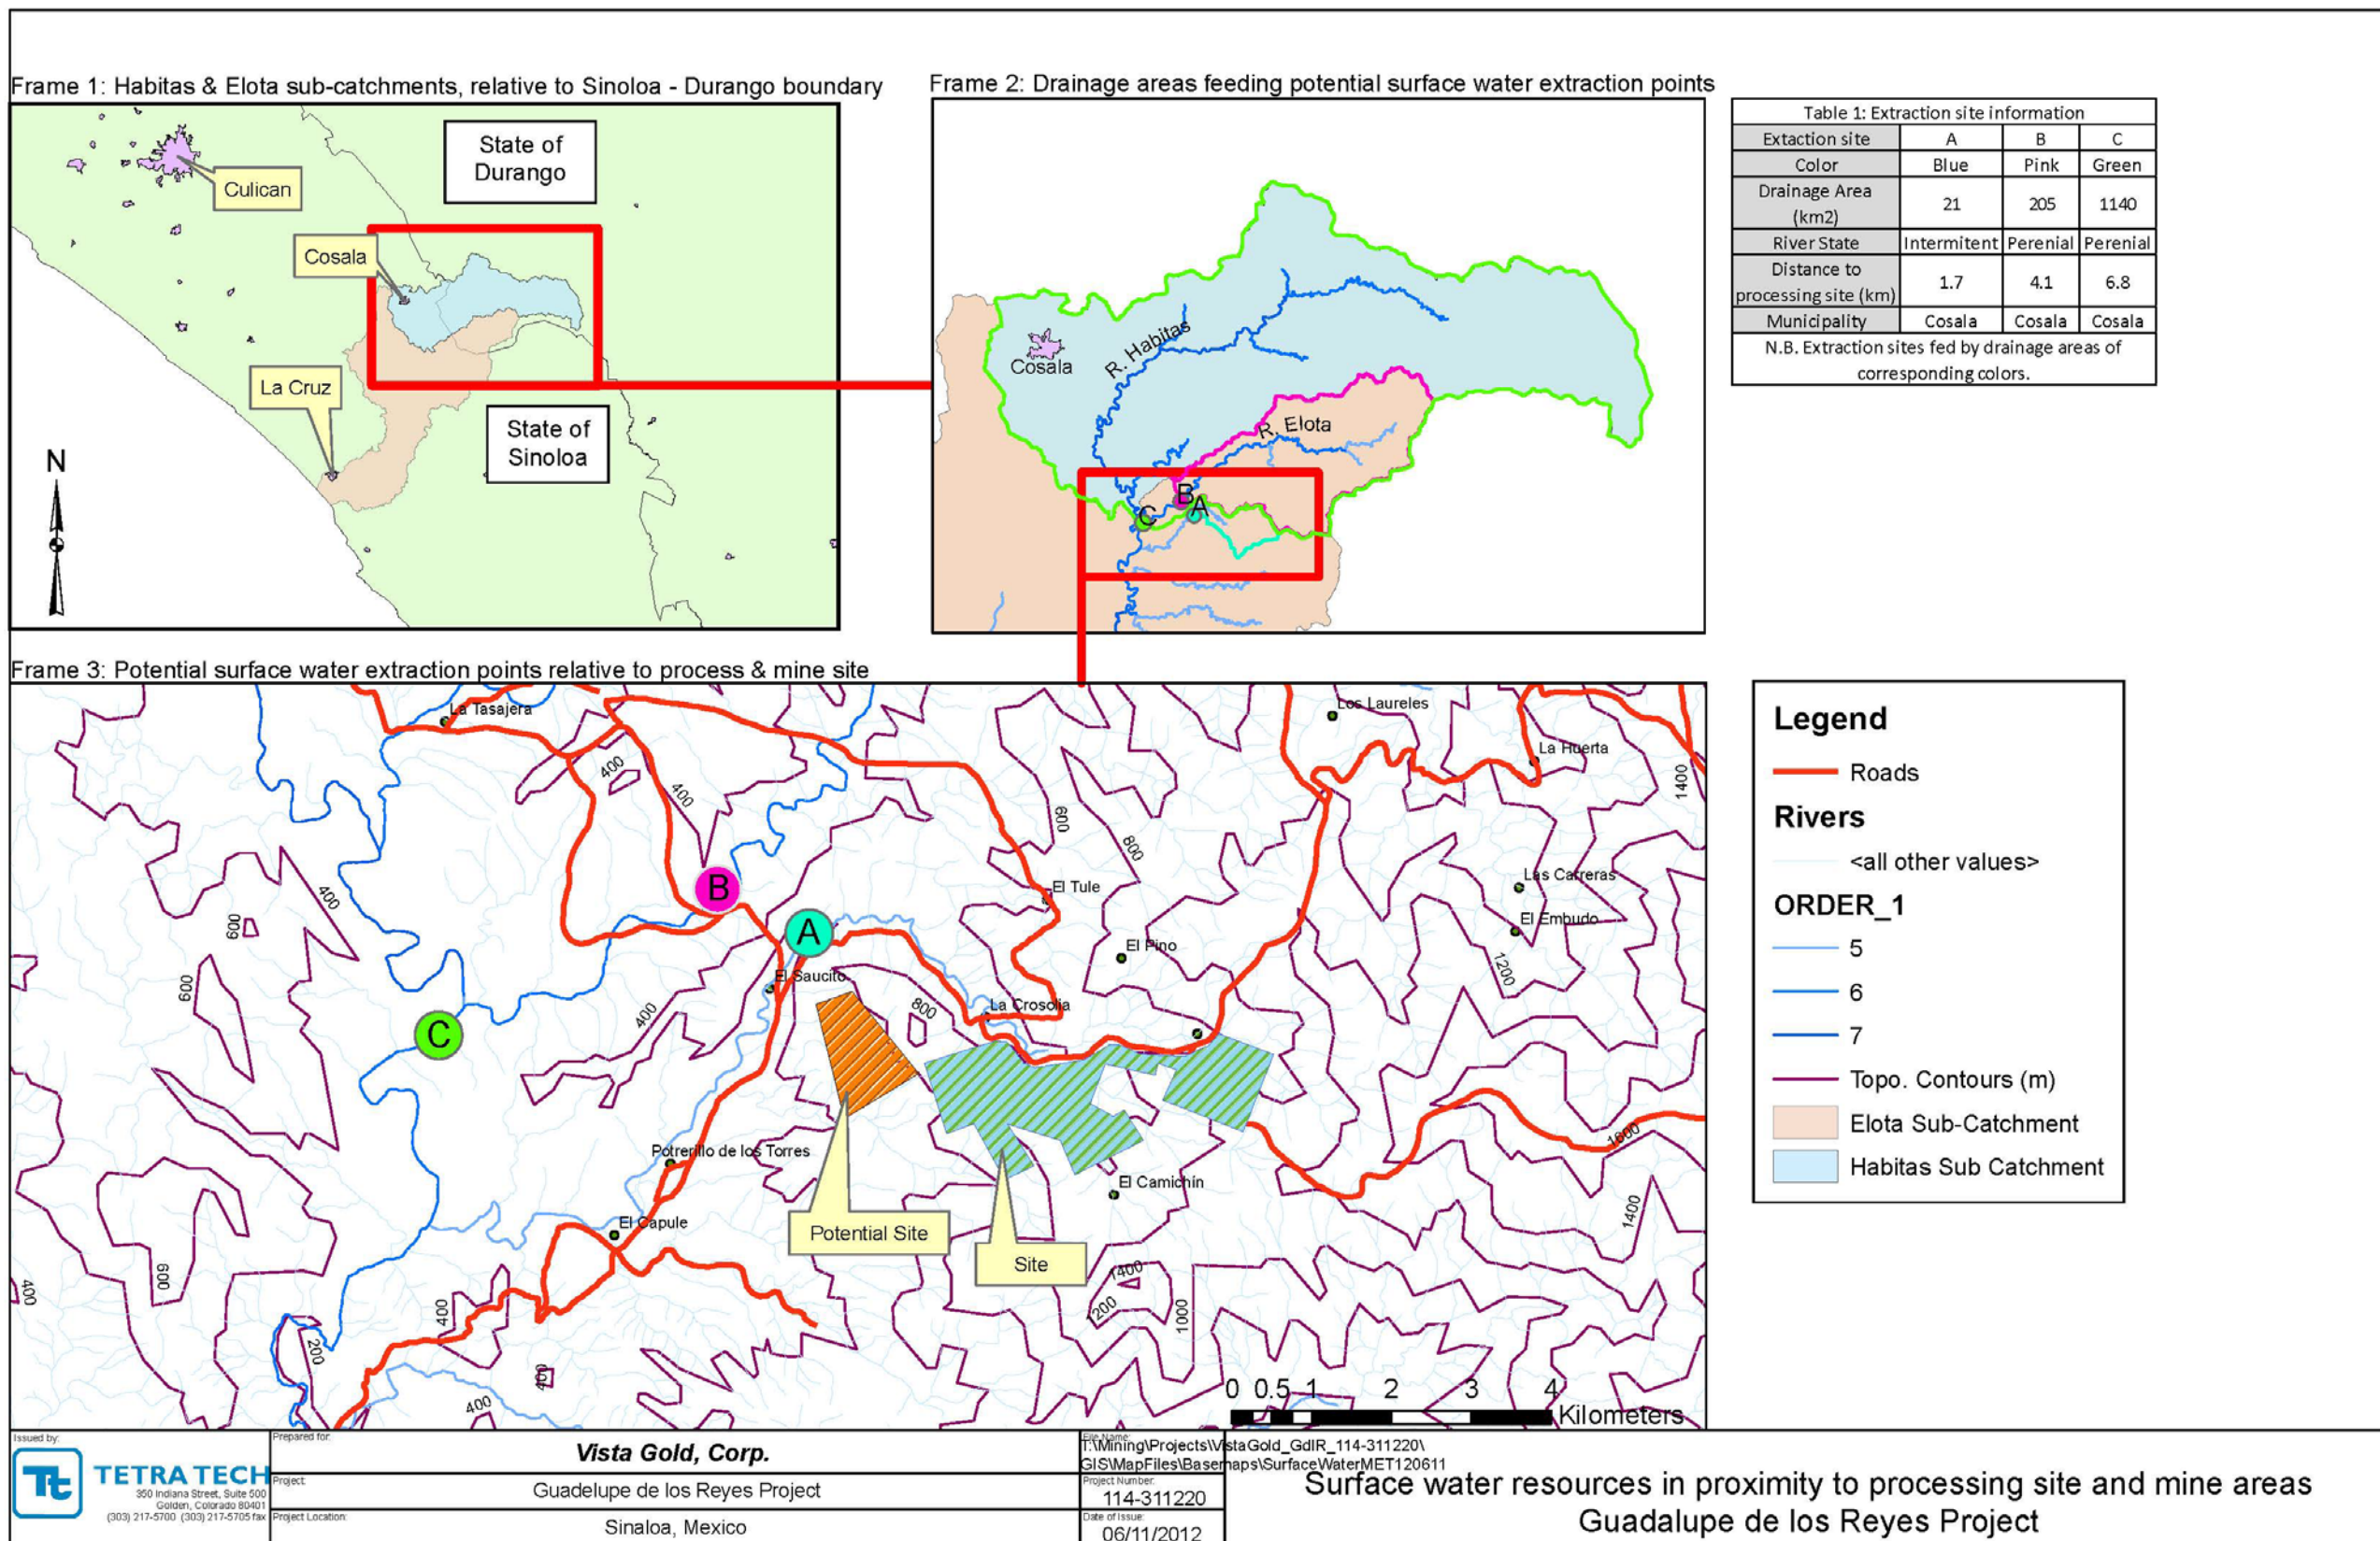 Frame 1: Habitas & Elota sub-catchments, relative to Sinoloa - Durango boundary
State of
Durango
Culican
Cosala
La Cruz
State of
Sinoloa
N
Frame 2: Drainage areas feeding potential surface water extraction points
Cosala
R. Habitas
R. Elota
B
A
C
Table 1: Extraction site information
Extaction site A B C
Color Blue Pink Green
Drainage Area
(km2) 21 205 1140
River State Intermitent Perenial Perenial
Distance to
processing site (km) 1.7 4.1 6.8
Municipality Cosala Cosala Cosala
N.B. Extraction sites fed by drainage areas of
corresponding colors.
Frame 3: Potential surface water extraction points relative to process & mine site
La Tasajera
Los Laureles
La Huerta
400
400
600
800
1400
400
600
600
B
A
C
El Tule
Las Carreras
El Embudo
El Pino
1200
El Saucito
400
800
La Crosolia
Potrerillo de los Torres
El Camichín
El Capule
Potential Site
Site
1600
1400
600
400
400
200
400
400
1400
1200
1000
0 0.5 1 2 3 4
Kilometers
Legend
Roads
Rivers
<all other values>
ORDER_1
5
6
7
Topo. Contours (m)
Elota Sub-Catchment
Habitas Sub Catchment
Issued by:
Tt
TETRA TECH
350 Indiana Street, Suite 500
Golden, Colorado 80401
(303) 217-5700 (303) 217-5705 fax
Prepared for:
Vista Gold, Corp.
Project:
Guadelupe de los Reyes Project
Project Location:
Sinaloa, Mexico
File Name:
T:\Mining\Projects\VistaGold_GdlR_114-311220\
GIS\MapFiles\Basemaps\SurfaceWaterMET120611
Project Number:
114-311220
Date of Issue:
06/11/2012
Surface water resources in proximity to processing site and mine areas
Guadalupe de los Reyes Project